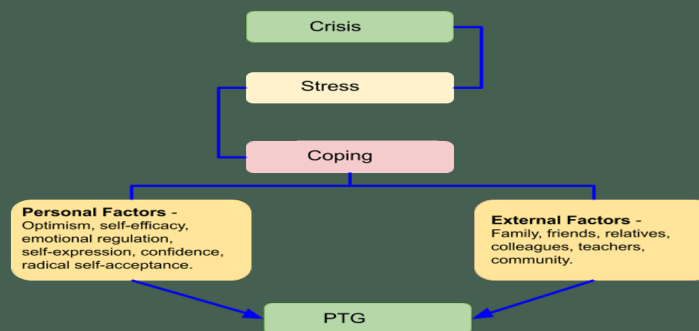 Crisis
Stress
Coping
Personal Factors -
Optimism, self-efficacy,
emotional regulation,
self-expression, confidence,
radical self-acceptance.
External Factors -
Family, friends, relatives,
colleagues, teachers,
community.
PTG